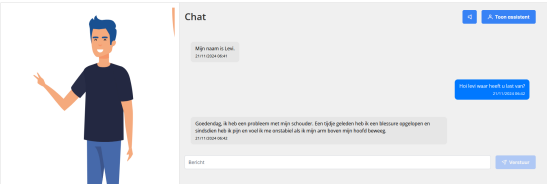 Chat
Toon assistent
Mijn naam is Levi.
21/11/2024 06:41
Hoi levi waar heeft u last van?
21/11/2024 06:42
Goedendag, ik heb een probleem met mijn schouder. Een tijdje geleden heb ik een blessure opgelopen en
sindsdien heb ik pijn en voel ik me onstabiel als ik mijn arm boven mijn hoofd beweeg.
21/11/2024 06:42
Bericht
Verstuur